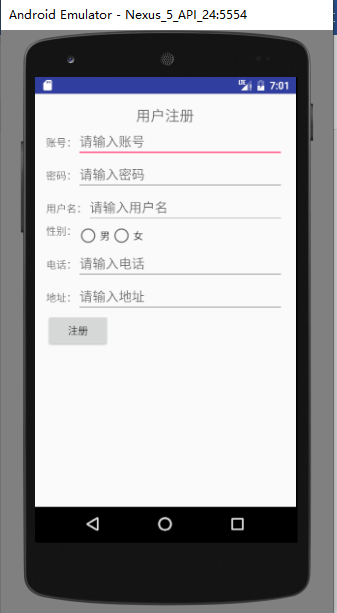 Android Emulator - Nexus_5_API_24:5554
LTE 7:01
用户注册
账号: 请输入账号
密码: 请输入密码
用户名: 请输入用户名
性别: 男 女
电话: 请输入电话
地址: 请输入地址
注册